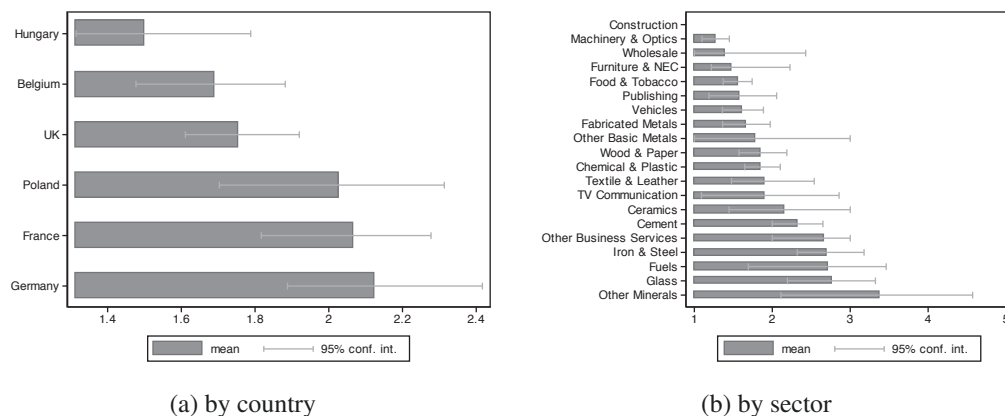 Hungary
Belgium
UK
Poland
France
Germany
1.4 1.6 1.8 2 2.2 2.4
mean 95% conf. int.
(a) by country
Construction
Machinery & Optics
Wholesale
Furniture & NEC
Food & Tobacco
Publishing
Vehicles
Fabricated Metals
Other Basic Metals
Wood & Paper
Chemical & Plastic
Textile & Leather
TV Communication
Ceramics
Cement
Other Business Services
Iron & Steel
Fuels
Glass
Other Minerals
1 2 3 4 5
mean 95% conf. int.
(b) by sector